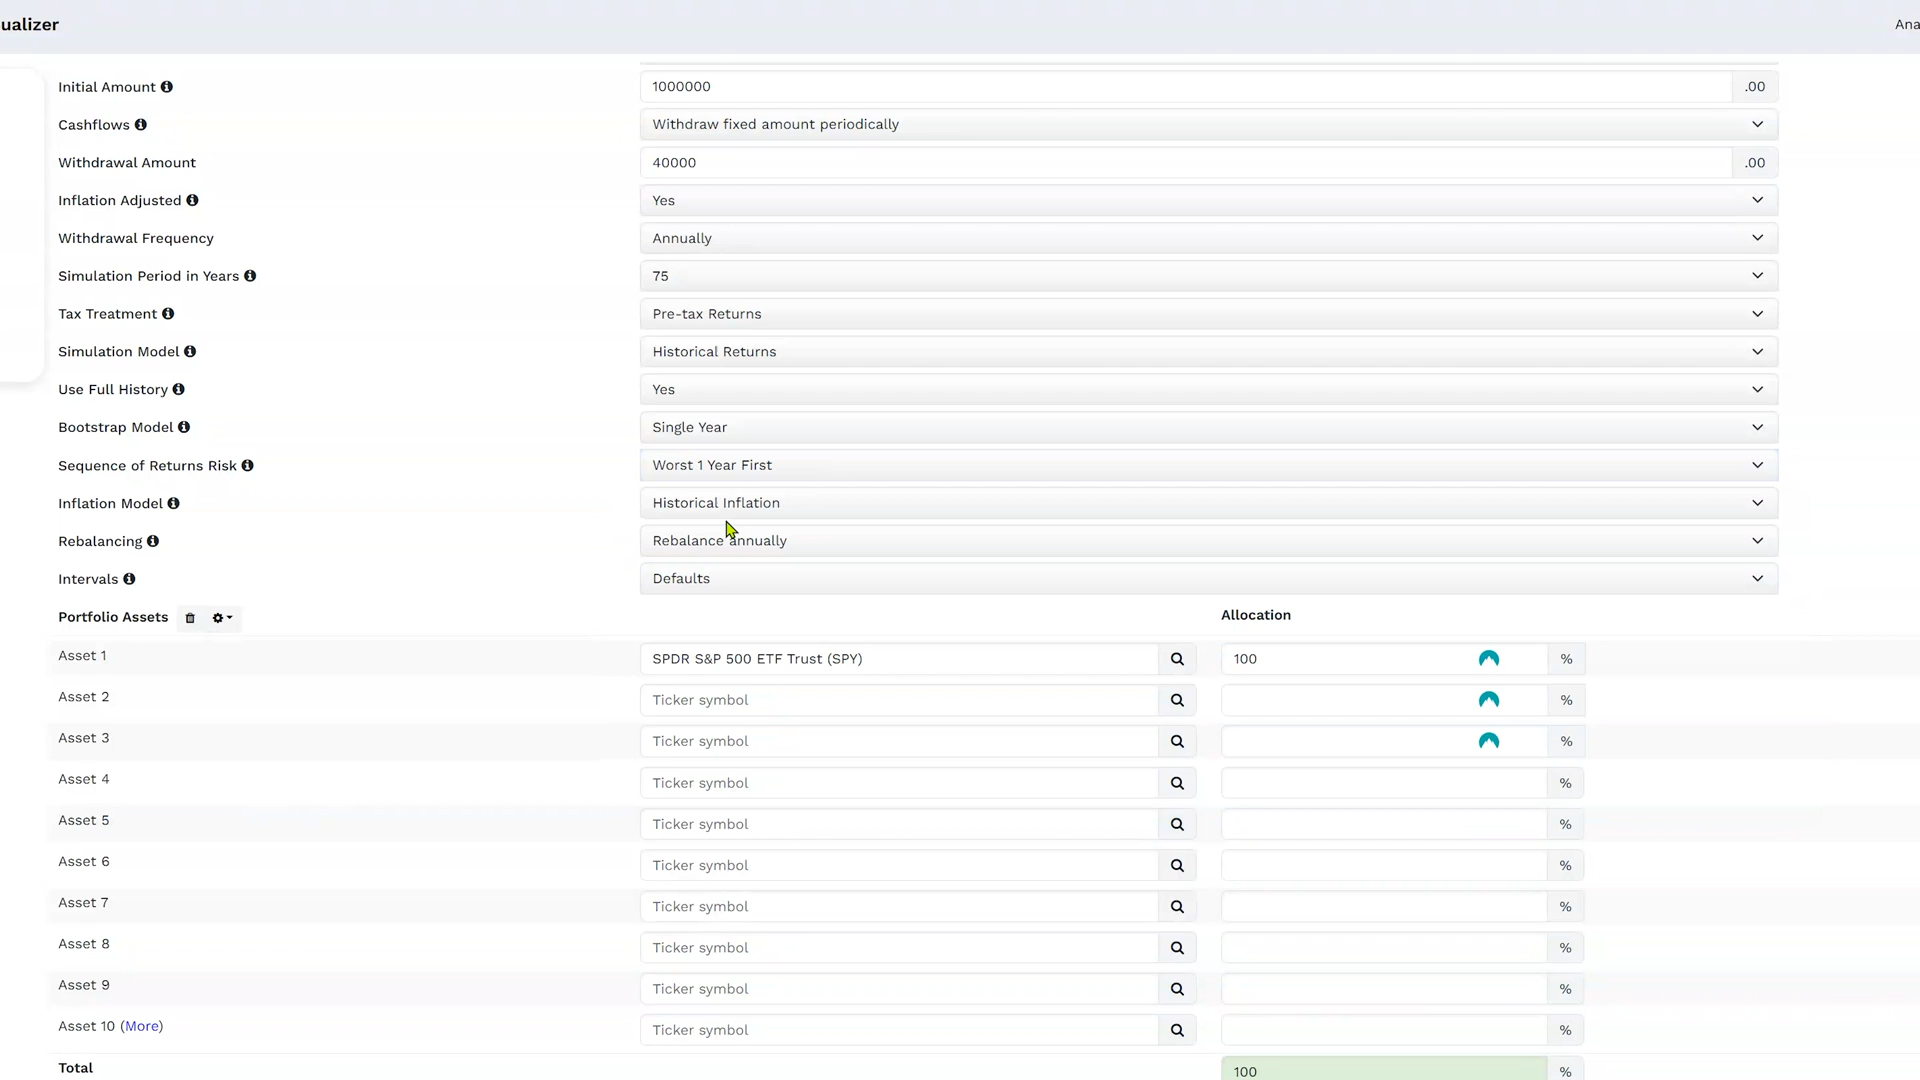 ualizer Ana
Initial Amount 1000000 .00
Cashflows Withdraw fixed amount periodically
Withdrawal Amount 40000 .00
Inflation Adjusted Yes
Withdrawal Frequency Annually
Simulation Period in Years 75
Tax Treatment Pre-tax Returns
Simulation Model Historical Returns
Use Full History Yes
Bootstrap Model Single Year
Sequence of Returns Risk Worst 1 Year First
Inflation Model Historical Inflation
Rebalancing Rebalance annually
Intervals Defaults
Portfolio Assets Allocation
Asset 1 SPDR S&P 500 ETF Trust (SPY) 100 %
Asset 2 Ticker symbol %
Asset 3 Ticker symbol %
Asset 4 Ticker symbol %
Asset 5 Ticker symbol %
Asset 6 Ticker symbol %
Asset 7 Ticker symbol %
Asset 8 Ticker symbol %
Asset 9 Ticker symbol %
Asset 10 (More) Ticker symbol %
Total 100 %